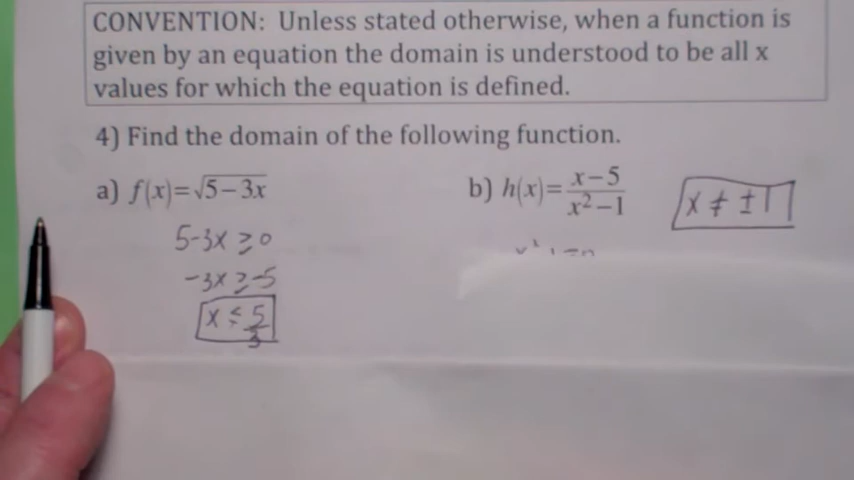 CONVENTION: Unless stated otherwise, when a function is
given by an equation the domain is understood to be all x
values for which the equation is defined.
4) Find the domain of the following function.
a) f(x)=√5−3x
b) h(x)= x−5 / x²−1
x ≠ ±1
5-3x ≥ 0
-3x ≥ -5
x ≤ 5/3